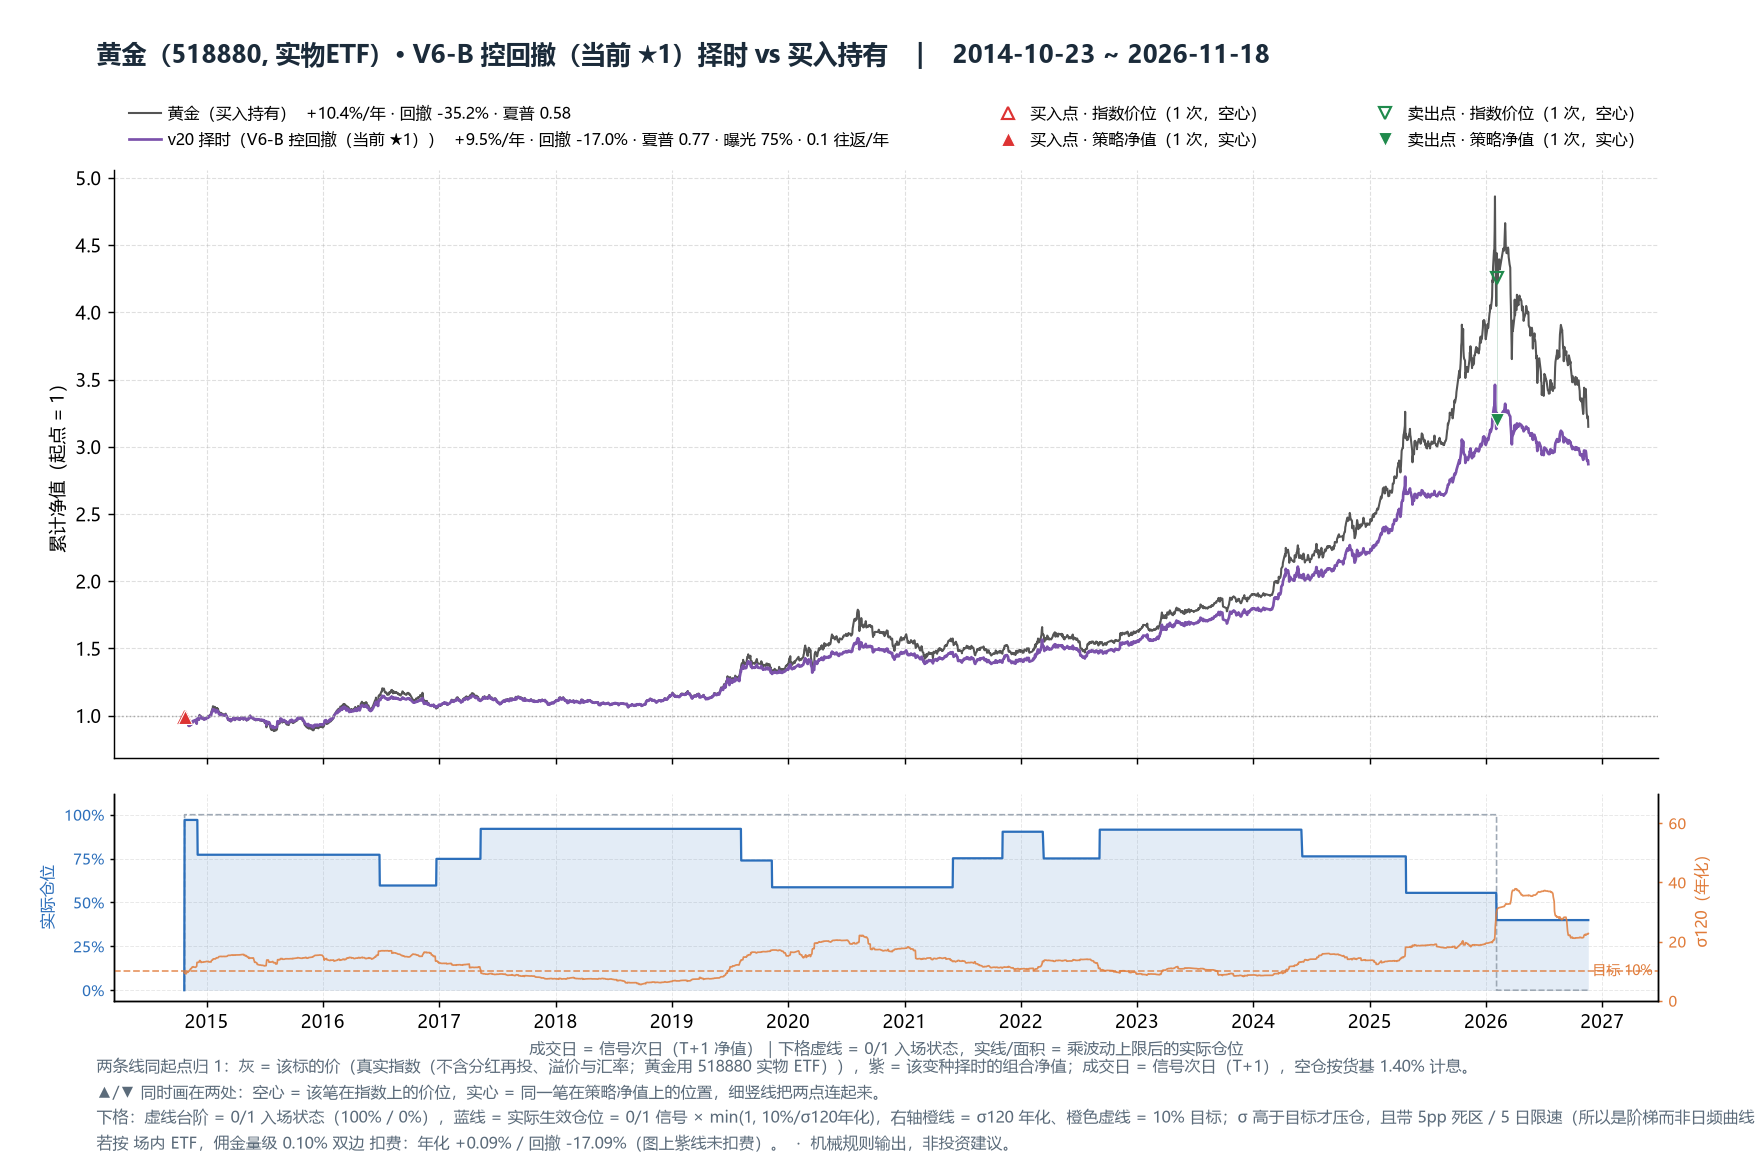 黄金（518880, 实物ETF）· V6-B 控回撤（当前 ★1）择时 vs 买入持有 | 2014-10-23 ~ 2026-11-18
黄金（买入持有） +10.4%/年 · 回撤 -35.2% · 夏普 0.58
v20 择时（V6-B 控回撤（当前 ★1）） +9.5%/年 · 回撤 -17.0% · 夏普 0.77 · 曝光 75% · 0.1 往返/年
买入点 · 指数价位（1 次，空心）
买入点 · 策略净值（1 次，实心）
卖出点 · 指数价位（1 次，空心）
卖出点 · 策略净值（1 次，实心）
累计净值（起点 = 1）
5.0
4.5
4.0
3.5
3.0
2.5
2.0
1.5
1.0
实际仓位
100%
75%
50%
25%
0%
60
40
20
0
σ120（年化）
目标 10%
2015 2016 2017 2018 2019 2020 2021 2022 2023 2024 2025 2026 2027
成交日 = 信号次日（T+1 净值）｜下格虚线 = 0/1 入场状态，实线/面积 = 乘波动上限后的实际仓位
两条线同起点归 1：灰 = 该标的价（真实指数（不含分红再投、溢价与汇率；黄金用 518880 实物 ETF）），紫 = 该变种择时的组合净值；成交日 = 信号次日（T+1），空仓按货基 1.40% 计息。
▲/▼ 同时画在两处：空心 = 该笔在指数上的价位，实心 = 同一笔在策略净值上的位置，细竖线把两点连起来。
下格：虚线台阶 = 0/1 入场状态（100% / 0%），蓝线 = 实际生效仓位 = 0/1 信号 × min(1, 10%/σ120年化)，右轴橙线 = σ120 年化、橙色虚线 = 10% 目标；σ 高于目标才压仓，且带 5pp 死区 / 5 日限速（所以是阶梯而非日频曲线
若按 场内 ETF，佣金量级 0.10% 双边 扣费：年化 +0.09% / 回撤 -17.09%（图上紫线未扣费）。 · 机械规则输出，非投资建议。